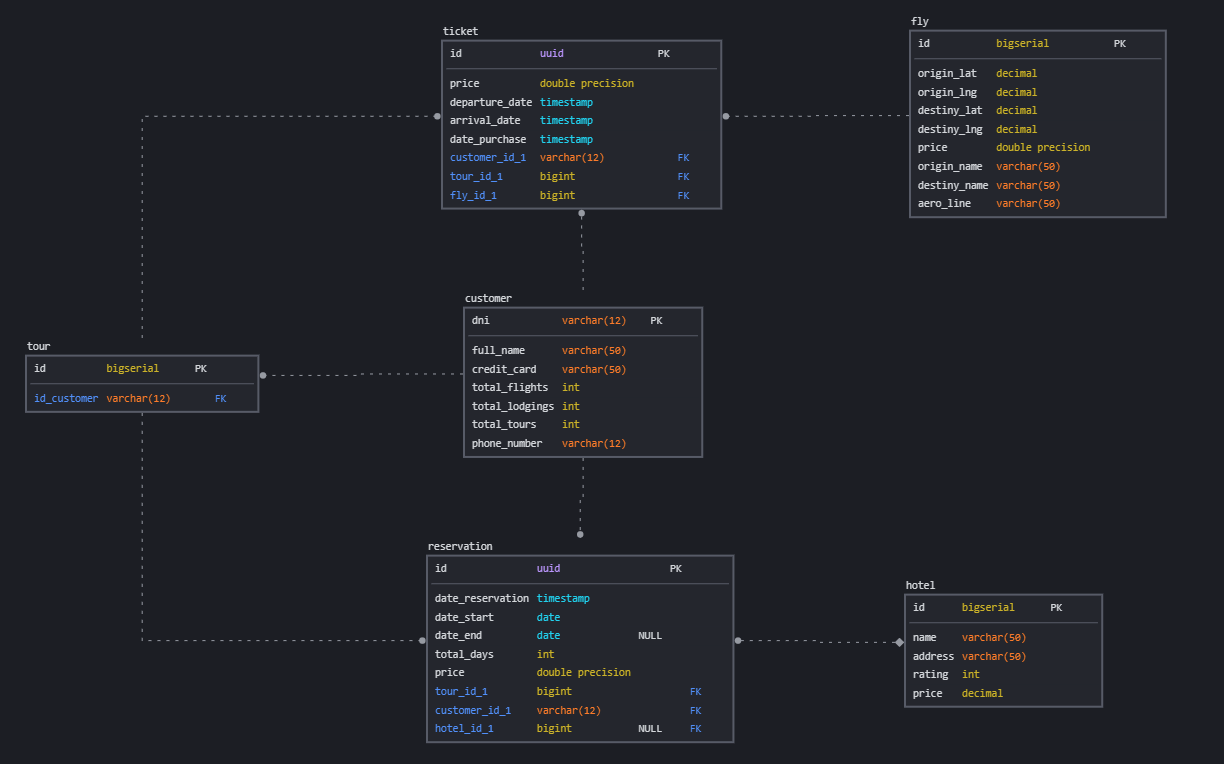 ticket
id uuid PK
price double precision
departure_date timestamp
arrival_date timestamp
date_purchase timestamp
customer_id_1 varchar(12) FK
tour_id_1 bigint FK
fly_id_1 bigint FK
fly
id bigserial PK
origin_lat decimal
origin_lng decimal
destiny_lat decimal
destiny_lng decimal
price double precision
origin_name varchar(50)
destiny_name varchar(50)
aero_line varchar(50)
customer
dni varchar(12) PK
full_name varchar(50)
credit_card varchar(50)
total_flights int
total_lodgings int
total_tours int
phone_number varchar(12)
tour
id bigserial PK
id_customer varchar(12) FK
reservation
id uuid PK
date_reservation timestamp
date_start date
date_end date NULL
total_days int
price double precision
tour_id_1 bigint FK
customer_id_1 varchar(12) FK
hotel_id_1 bigint NULL FK
hotel
id bigserial PK
name varchar(50)
address varchar(50)
rating int
price decimal